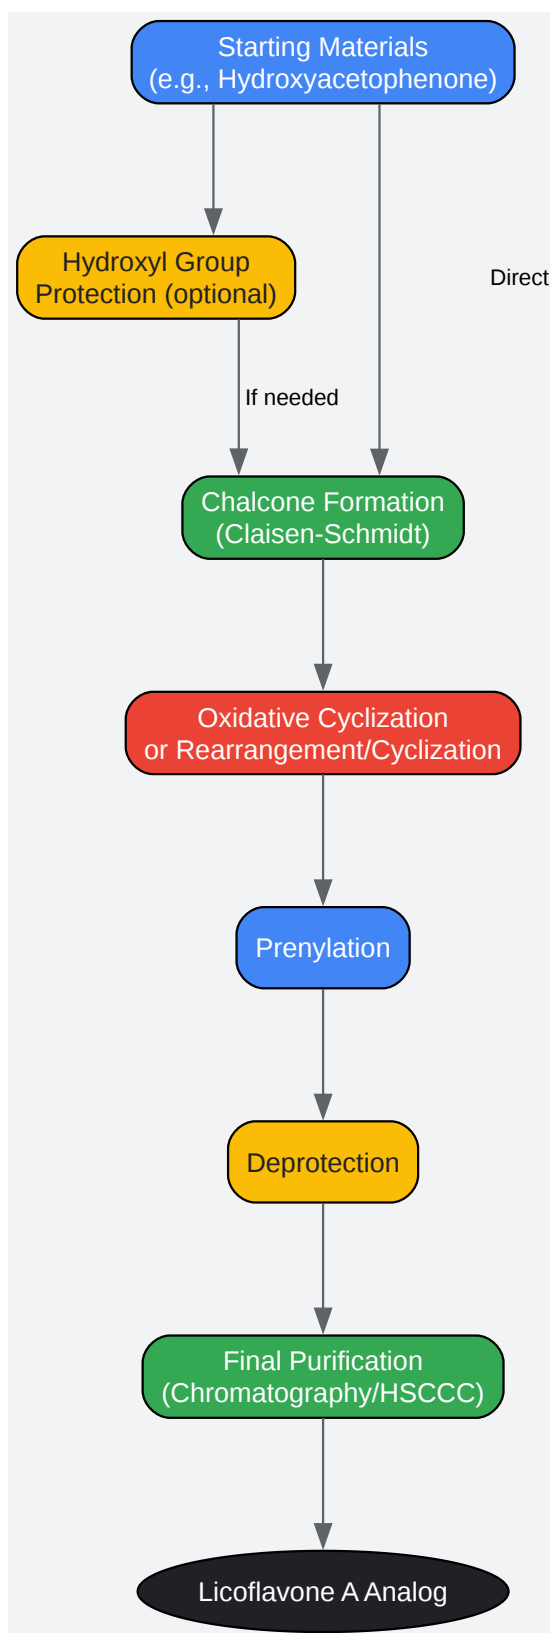 Starting Materials
(e.g., Hydroxyacetophenone)
Hydroxyl Group
Protection (optional)
Direct
If needed
Chalcone Formation
(Claisen-Schmidt)
Oxidative Cyclization
or Rearrangement/Cyclization
Prenylation
Deprotection
Final Purification
(Chromatography/HSCCC)
Licoflavone A Analog